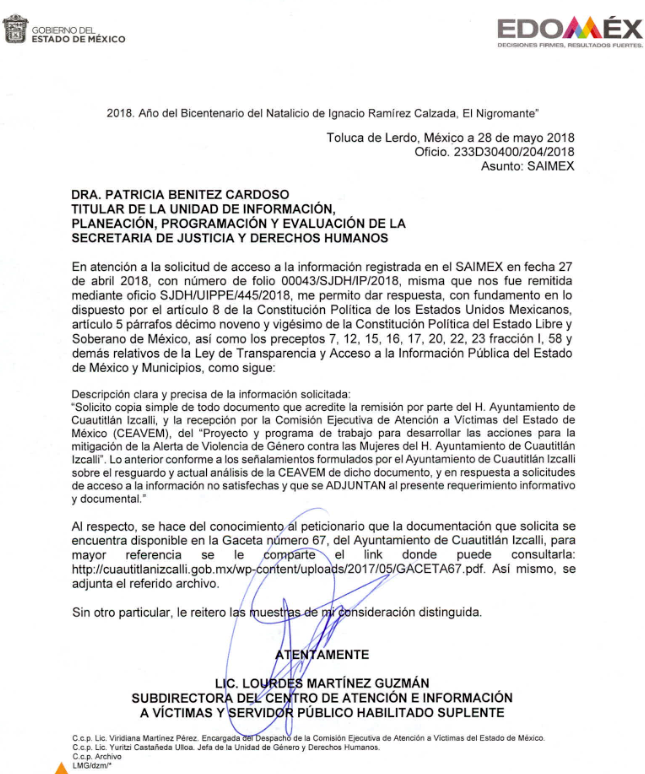 GOBIERNO DEL
ESTADO DE MÉXICO
EDOMÉX
DECISIONES FIRMES, RESULTADOS FUERTES.
2018. Año del Bicentenario del Natalicio de Ignacio Ramírez Calzada, El Nigromante"
Toluca de Lerdo, México a 28 de mayo 2018
Oficio. 233D30400/204/2018
Asunto: SAIMEX
DRA. PATRICIA BENITEZ CARDOSO
TITULAR DE LA UNIDAD DE INFORMACIÓN,
PLANEACIÓN, PROGRAMACIÓN Y EVALUACIÓN DE LA
SECRETARIA DE JUSTICIA Y DERECHOS HUMANOS
En atención a la solicitud de acceso a la información registrada en el SAIMEX en fecha 27
de abril 2018, con número de folio 00043/SJDH/IP/2018, misma que nos fue remitida
mediante oficio SJDH/UIPPE/445/2018, me permito dar respuesta, con fundamento en lo
dispuesto por el artículo 8 de la Constitución Política de los Estados Unidos Mexicanos,
artículo 5 párrafos décimo noveno y vigésimo de la Constitución Política del Estado Libre y
Soberano de México, así como los preceptos 7, 12, 15, 16, 17, 20, 22, 23 fracción I, 58 y
demás relativos de la Ley de Transparencia y Acceso a la Información Pública del Estado
de México y Municipios, como sigue:
Descripción clara y precisa de la información solicitada:
"Solicito copia simple de todo documento que acredite la remisión por parte del H. Ayuntamiento de
Cuautitlán Izcalli, y la recepción por la Comisión Ejecutiva de Atención a Víctimas del Estado de
México (CEAVEM), del "Proyecto y programa de trabajo para desarrollar las acciones para la
mitigación de la Alerta de Violencia de Género contra las Mujeres del H. Ayuntamiento de Cuautitlán
Izcalli". Lo anterior conforme a los señalamientos formulados por el Ayuntamiento de Cuautitlán Izcalli
sobre el resguardo y actual análisis de la CEAVEM de dicho documento, y en respuesta a solicitudes
de acceso a la información no satisfechas y que se ADJUNTAN al presente requerimiento informativo
y documental."
Al respecto, se hace del conocimiento al peticionario que la documentación que solicita se
encuentra disponible en la Gaceta número 67, del Ayuntamiento de Cuautitlán Izcalli, para
mayor referencia se le comparte el link donde puede consultarla:
http://cuautitlanizcalli.gob.mx/wp-content/uploads/2017/05/GACETA67.pdf. Así mismo, se
adjunta el referido archivo.
Sin otro particular, le reitero las muestras de mi consideración distinguida.
ATENTAMENTE
LIC. LOURDES MARTÍNEZ GUZMÁN
SUBDIRECTORA DEL CENTRO DE ATENCIÓN E INFORMACIÓN
A VÍCTIMAS Y SERVIDOR PÚBLICO HABILITADO SUPLENTE
C.c.p. Lic. Viridiana Martínez Pérez. Encargada del Despacho de la Comisión Ejecutiva de Atención a Víctimas del Estado de México.
C.c.p. Lic. Yuritzi Castañeda Ulloa. Jefa de la Unidad de Género y Derechos Humanos.
C.c.p. Archivo
LMG/dzm/*